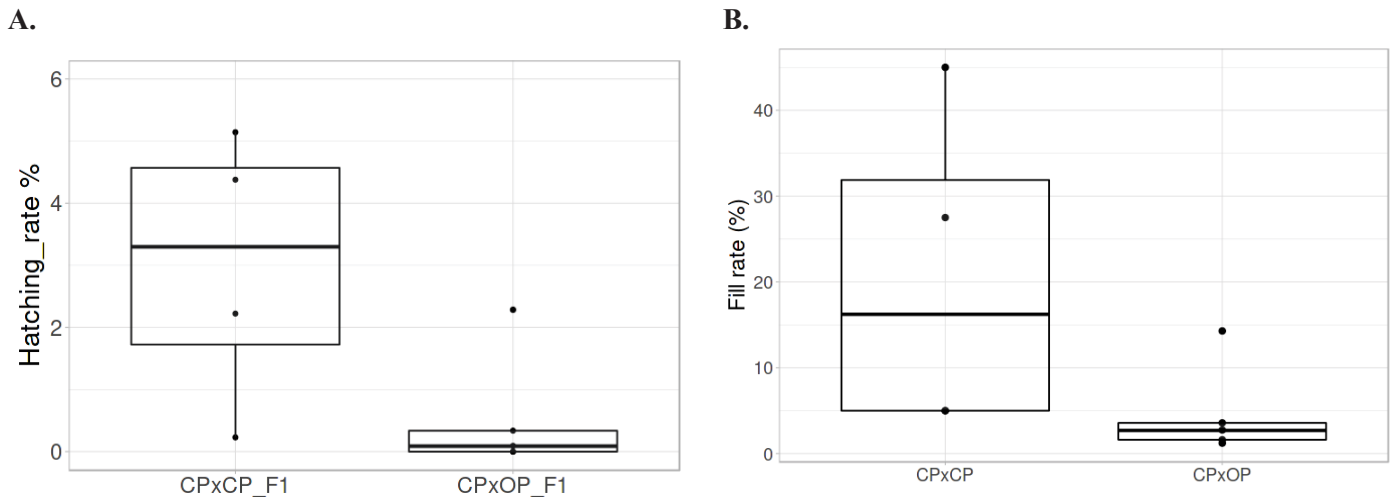 A.
Hatching_rate %
6
4
2
0
CPxCP_F1 CPxOP_F1
B.
Fill rate (%)
40
30
20
10
0
CPxCP CPxOP